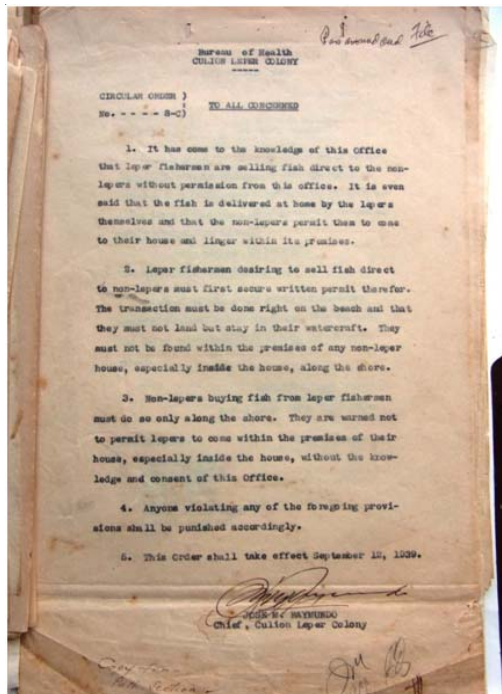 Pass around and File
Bureau of Health
CULION LEPER COLONY
-----
CIRCULAR ORDER )
No. - - - - 8-C)
TO ALL CONCERNED
1. It has come to the knowledge of this Office
that leper fisherman are selling fish direct to the non-
lepers without permission from this office. It is even
said that the fish is delivered at home by the lepers
themselves and that the non-lepers permit them to come
to their house and linger within its premises.
2. Leper fishermen desiring to sell fish direct
to non-lepers must first secure written permit therefor.
The transaction must be done right on the beach and that
they must not land but stay in their watercraft. They
must not be found within the premises of any non-leper
house, especially inside the house, along the shore.
3. Non-lepers buying fish from leper fishermen
must do so only along the shore. They are warned not
to permit lepers to come within the premises of their
house, especially inside the house, without the know-
ledge and consent of this Office.
4. Anyone violating any of the foregoing provi-
sions shall be punished accordingly.
5. This Order shall take effect September 12, 1939.
JOSE N. RAYMUNDO
Chief, Culion Leper Colony
Copy for